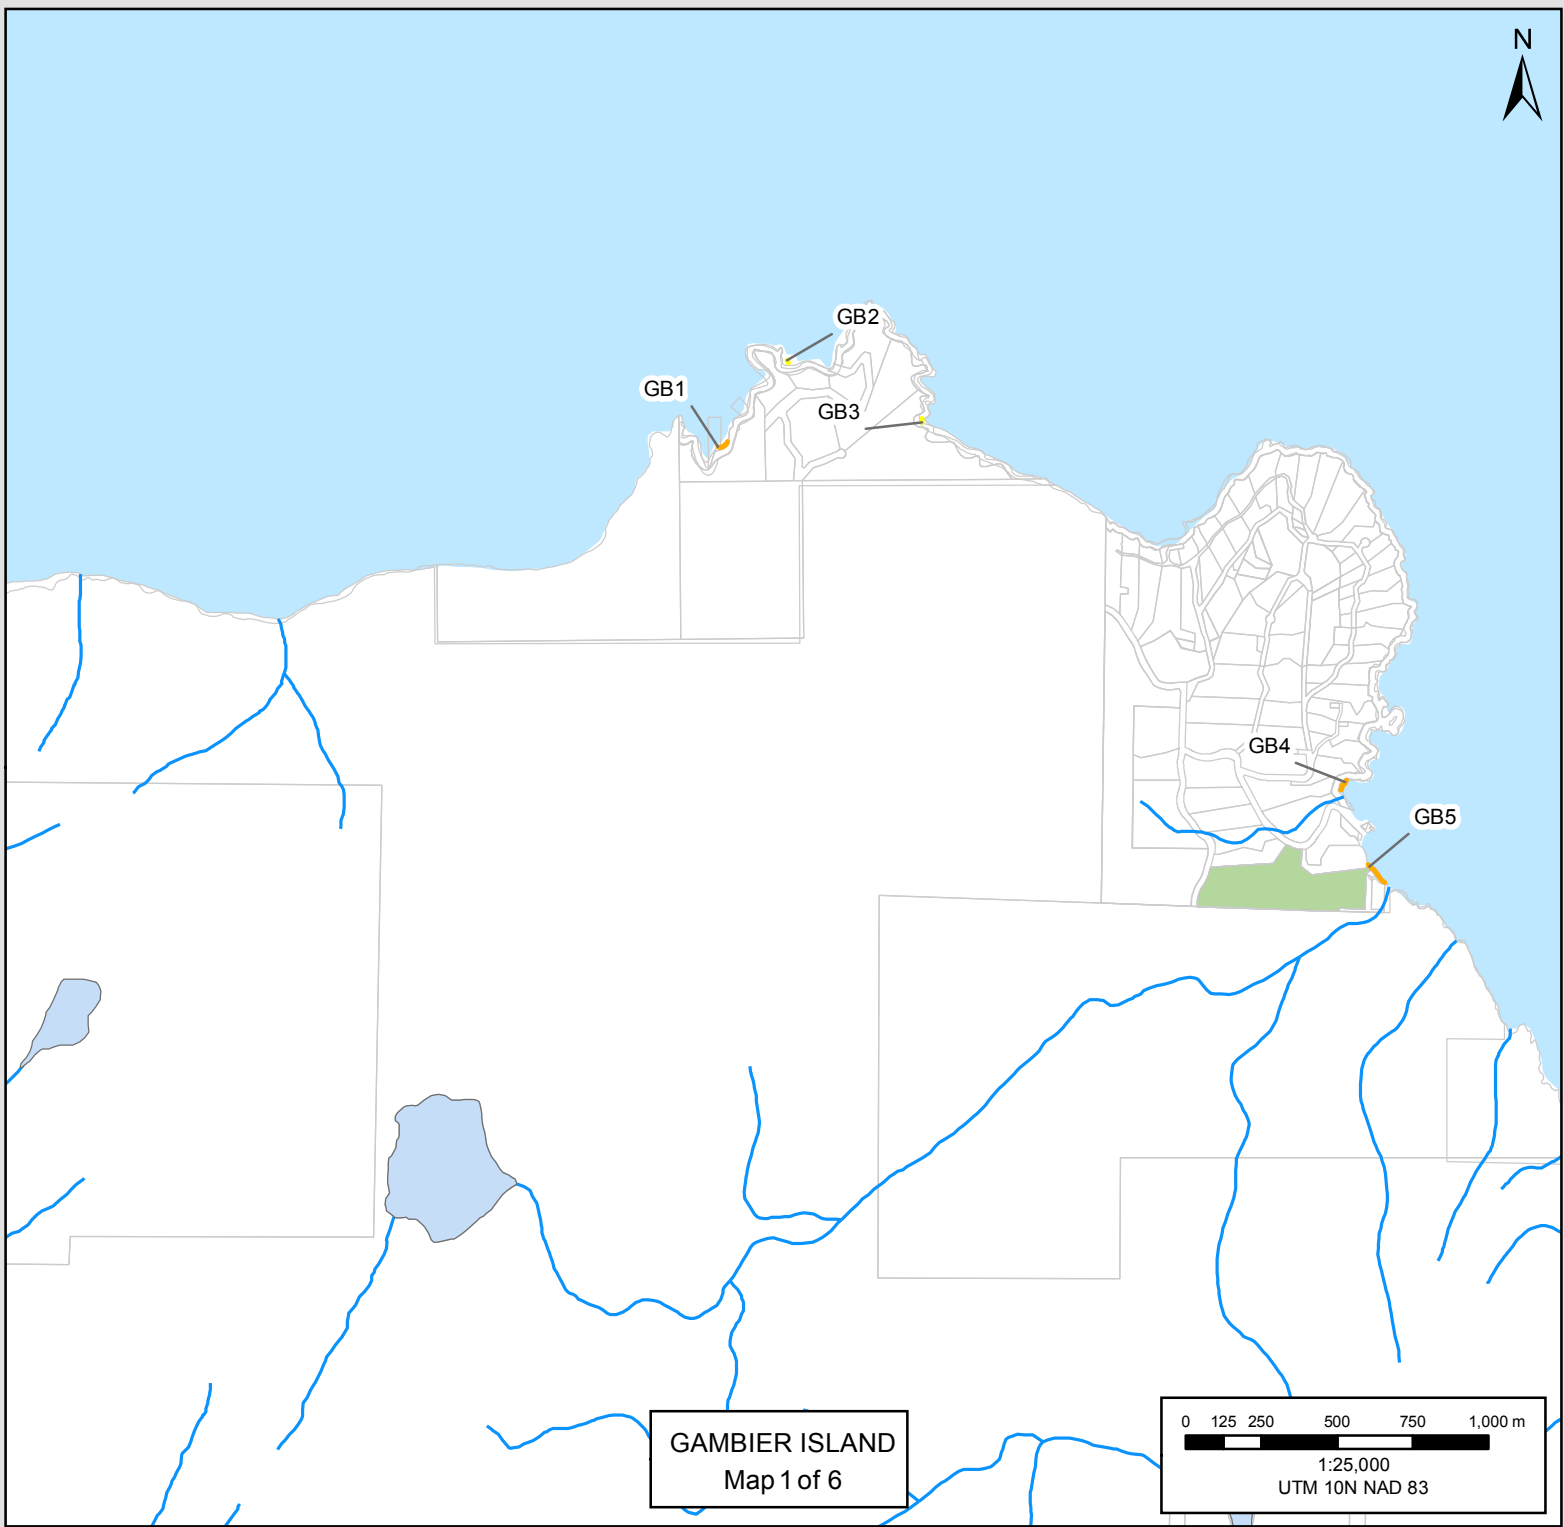 N
GB2
GB1
GB3
GB4
GB5
GAMBIER ISLAND
Map 1 of 6
0 125 250 500 750 1,000 m
1:25,000
UTM 10N NAD 83